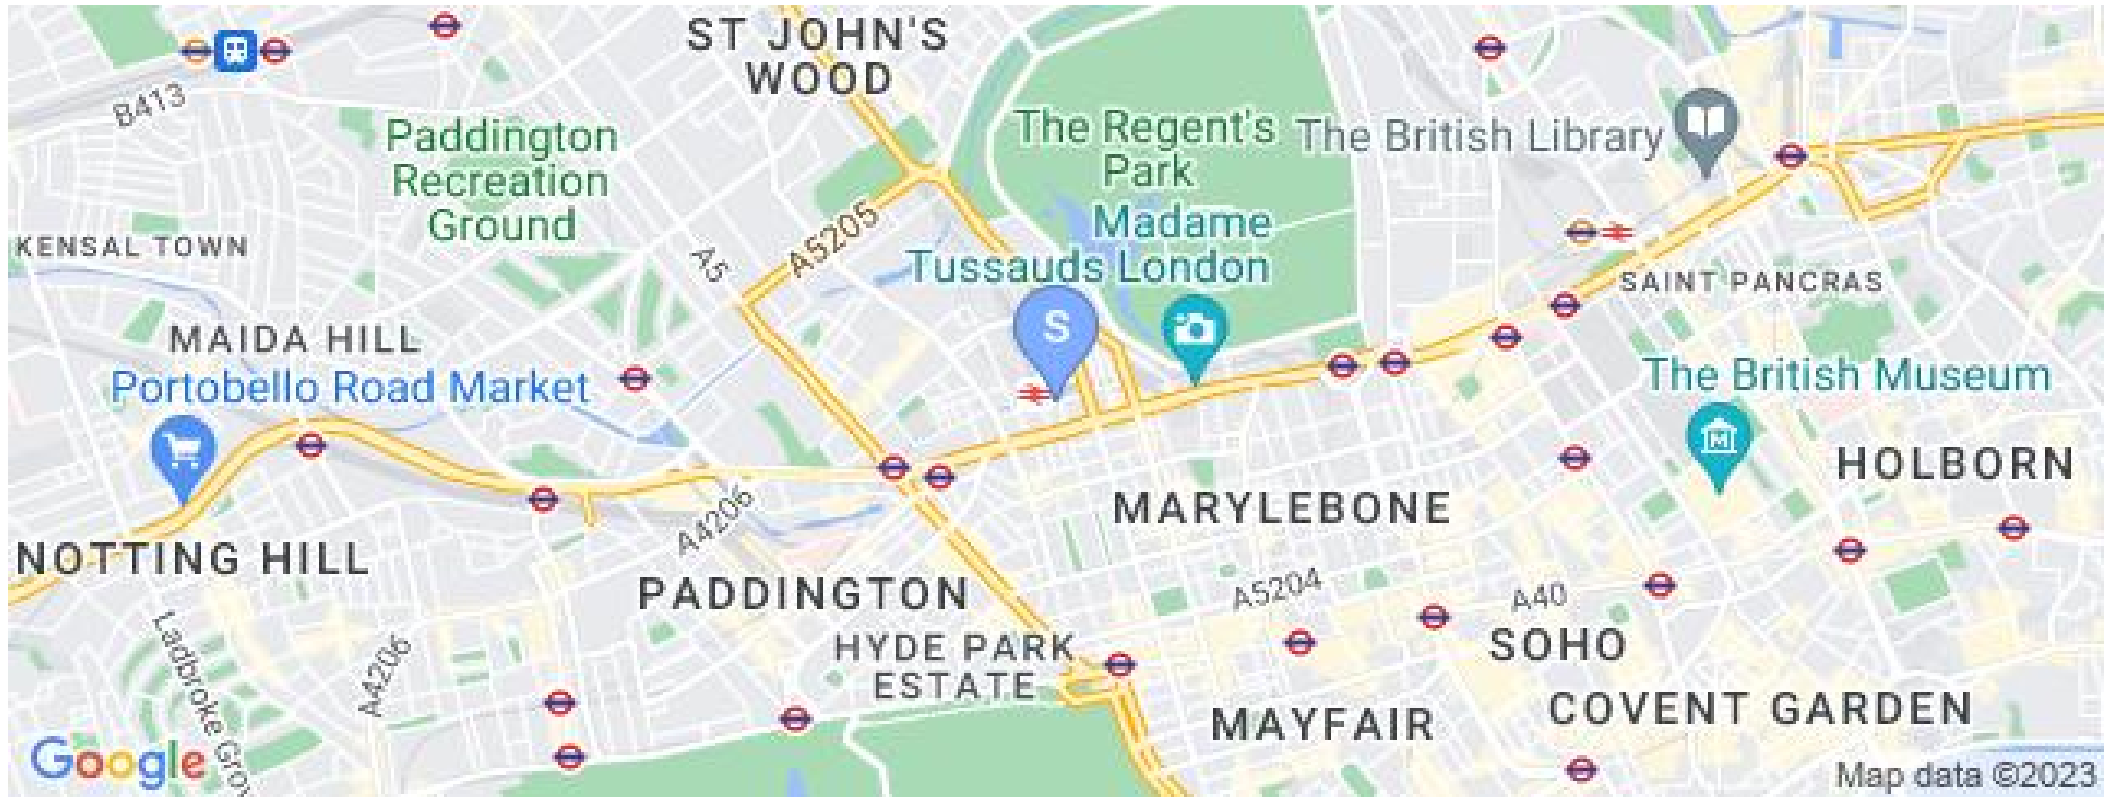 ST JOHN'S
WOOD
B413
Paddington
Recreation
Ground
The Regent's
Park
The British Library
Madame
Tussauds London
A5205
A5
KENSAL TOWN
SAINT PANCRAS
S
MAIDA HILL
Portobello Road Market
The British Museum
M
HOLBORN
MARYLEBONE
A4206
NOTTING HILL
PADDINGTON
A5204
A40
HYDE PARK
ESTATE
SOHO
Ladbroke Grov
A4206
MAYFAIR
COVENT GARDEN
Google
Map data ©2023